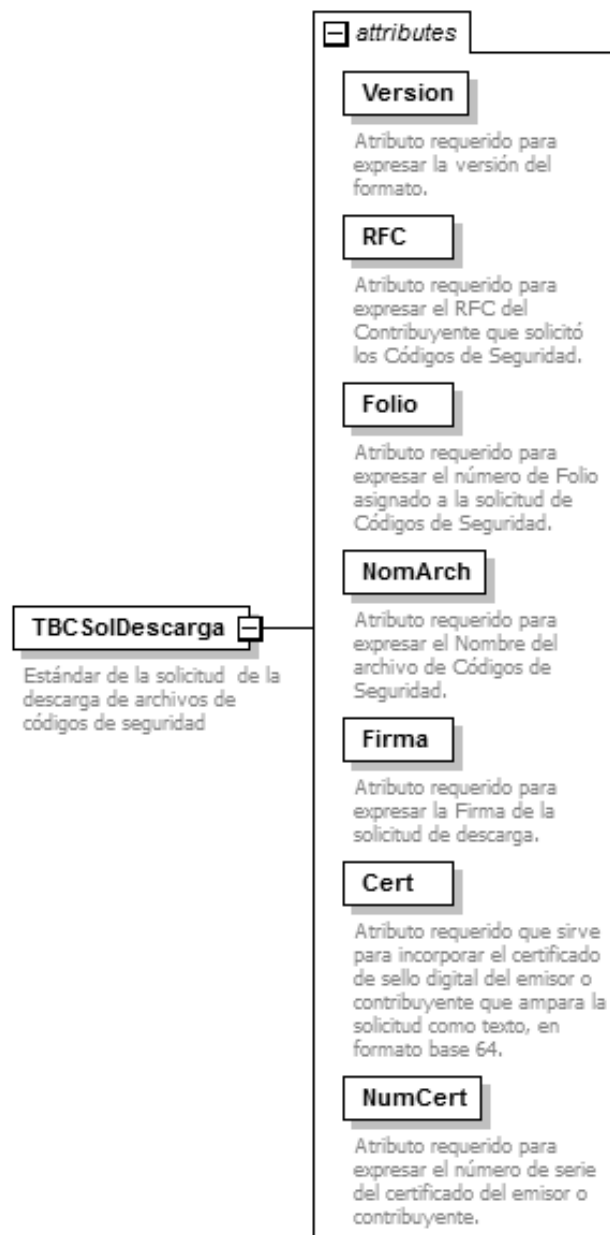 attributes
Version
Atributo requerido para
expresar la versión del
formato.
RFC
Atributo requerido para
expresar el RFC del
Contribuyente que solicitó
los Códigos de Seguridad.
Folio
Atributo requerido para
expresar el número de Folio
asignado a la solicitud de
Códigos de Seguridad.
NomArch
Atributo requerido para
expresar el Nombre del
archivo de Códigos de
Seguridad.
TBCSolDescarga
Estándar de la solicitud de la
descarga de archivos de
códigos de seguridad
Firma
Atributo requerido para
expresar la Firma de la
solicitud de descarga.
Cert
Atributo requerido que sirve
para incorporar el certificado
de sello digital del emisor o
contribuyente que ampara la
solicitud como texto, en
formato base 64.
NumCert
Atributo requerido para
expresar el número de serie
del certificado del emisor o
contribuyente.